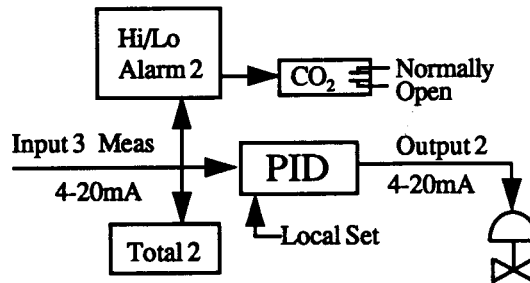 Hi/Lo
Alarm 2
CO₂
Normally
Open
Input 3 Meas
4-20mA
PID
Output 2
4-20mA
Local Set
Total 2